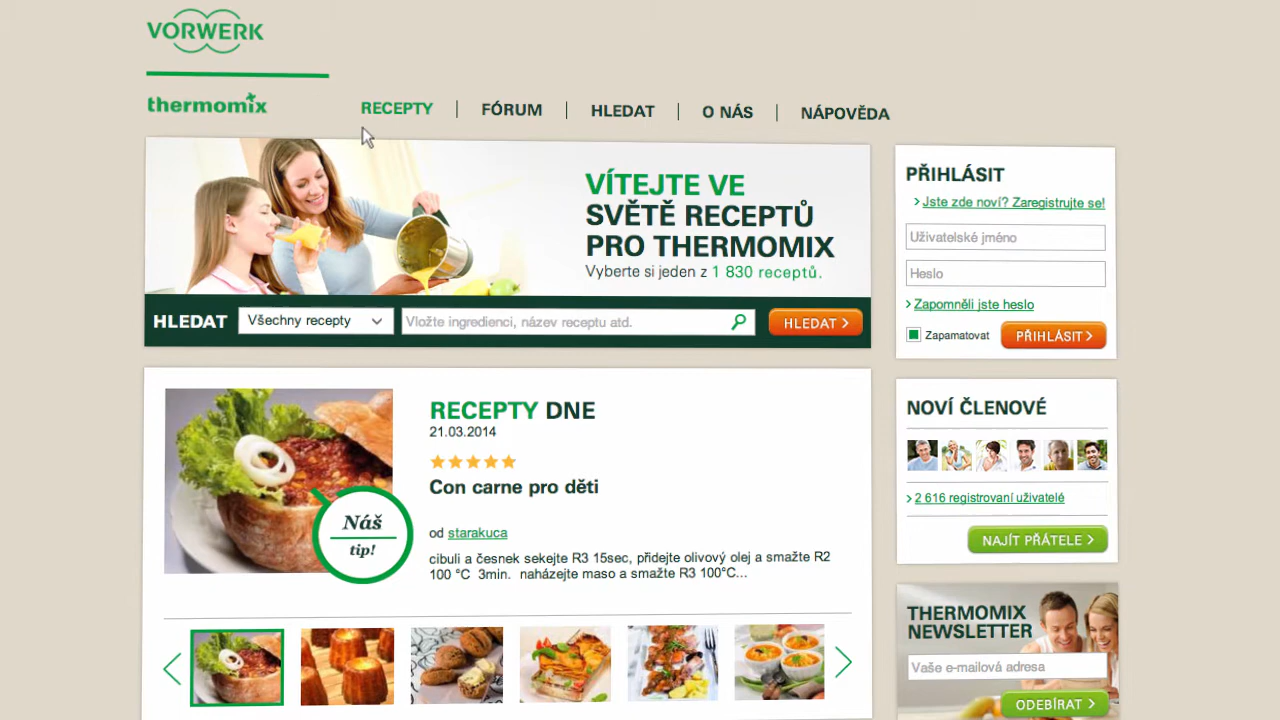 VORWERK
thermomix
RECEPTY
FÓRUM
HLEDAT
O NÁS
NÁPOVĚDA
VÍTEJTE VE
SVĚTĚ RECEPTŮ
PRO THERMOMIX
Vyberte si jeden z 1 830 receptů.
HLEDAT
Všechny recepty
Vložte ingredienci, název receptu atd.
HLEDAT
PŘIHLÁSIT
Jste zde noví? Zaregistrujte se!
Uživatelské jméno
Heslo
Zapomněli jste heslo
Zapamatovat
PŘIHLÁSIT
RECEPTY DNE
21.03.2014
Con carne pro děti
od starakuca
cibuli a česnek sekejte R3 15sec, přidejte olivový olej a smažte R2
100 °C 3min. naházejte maso a smažte R3 100°C...
Náš
tip!
NOVÍ ČLENOVÉ
2 616 registrovaní uživatelé
NAJÍT PŘÁTELE
THERMOMIX
NEWSLETTER
Vaše e-mailová adresa
ODEBÍRAT